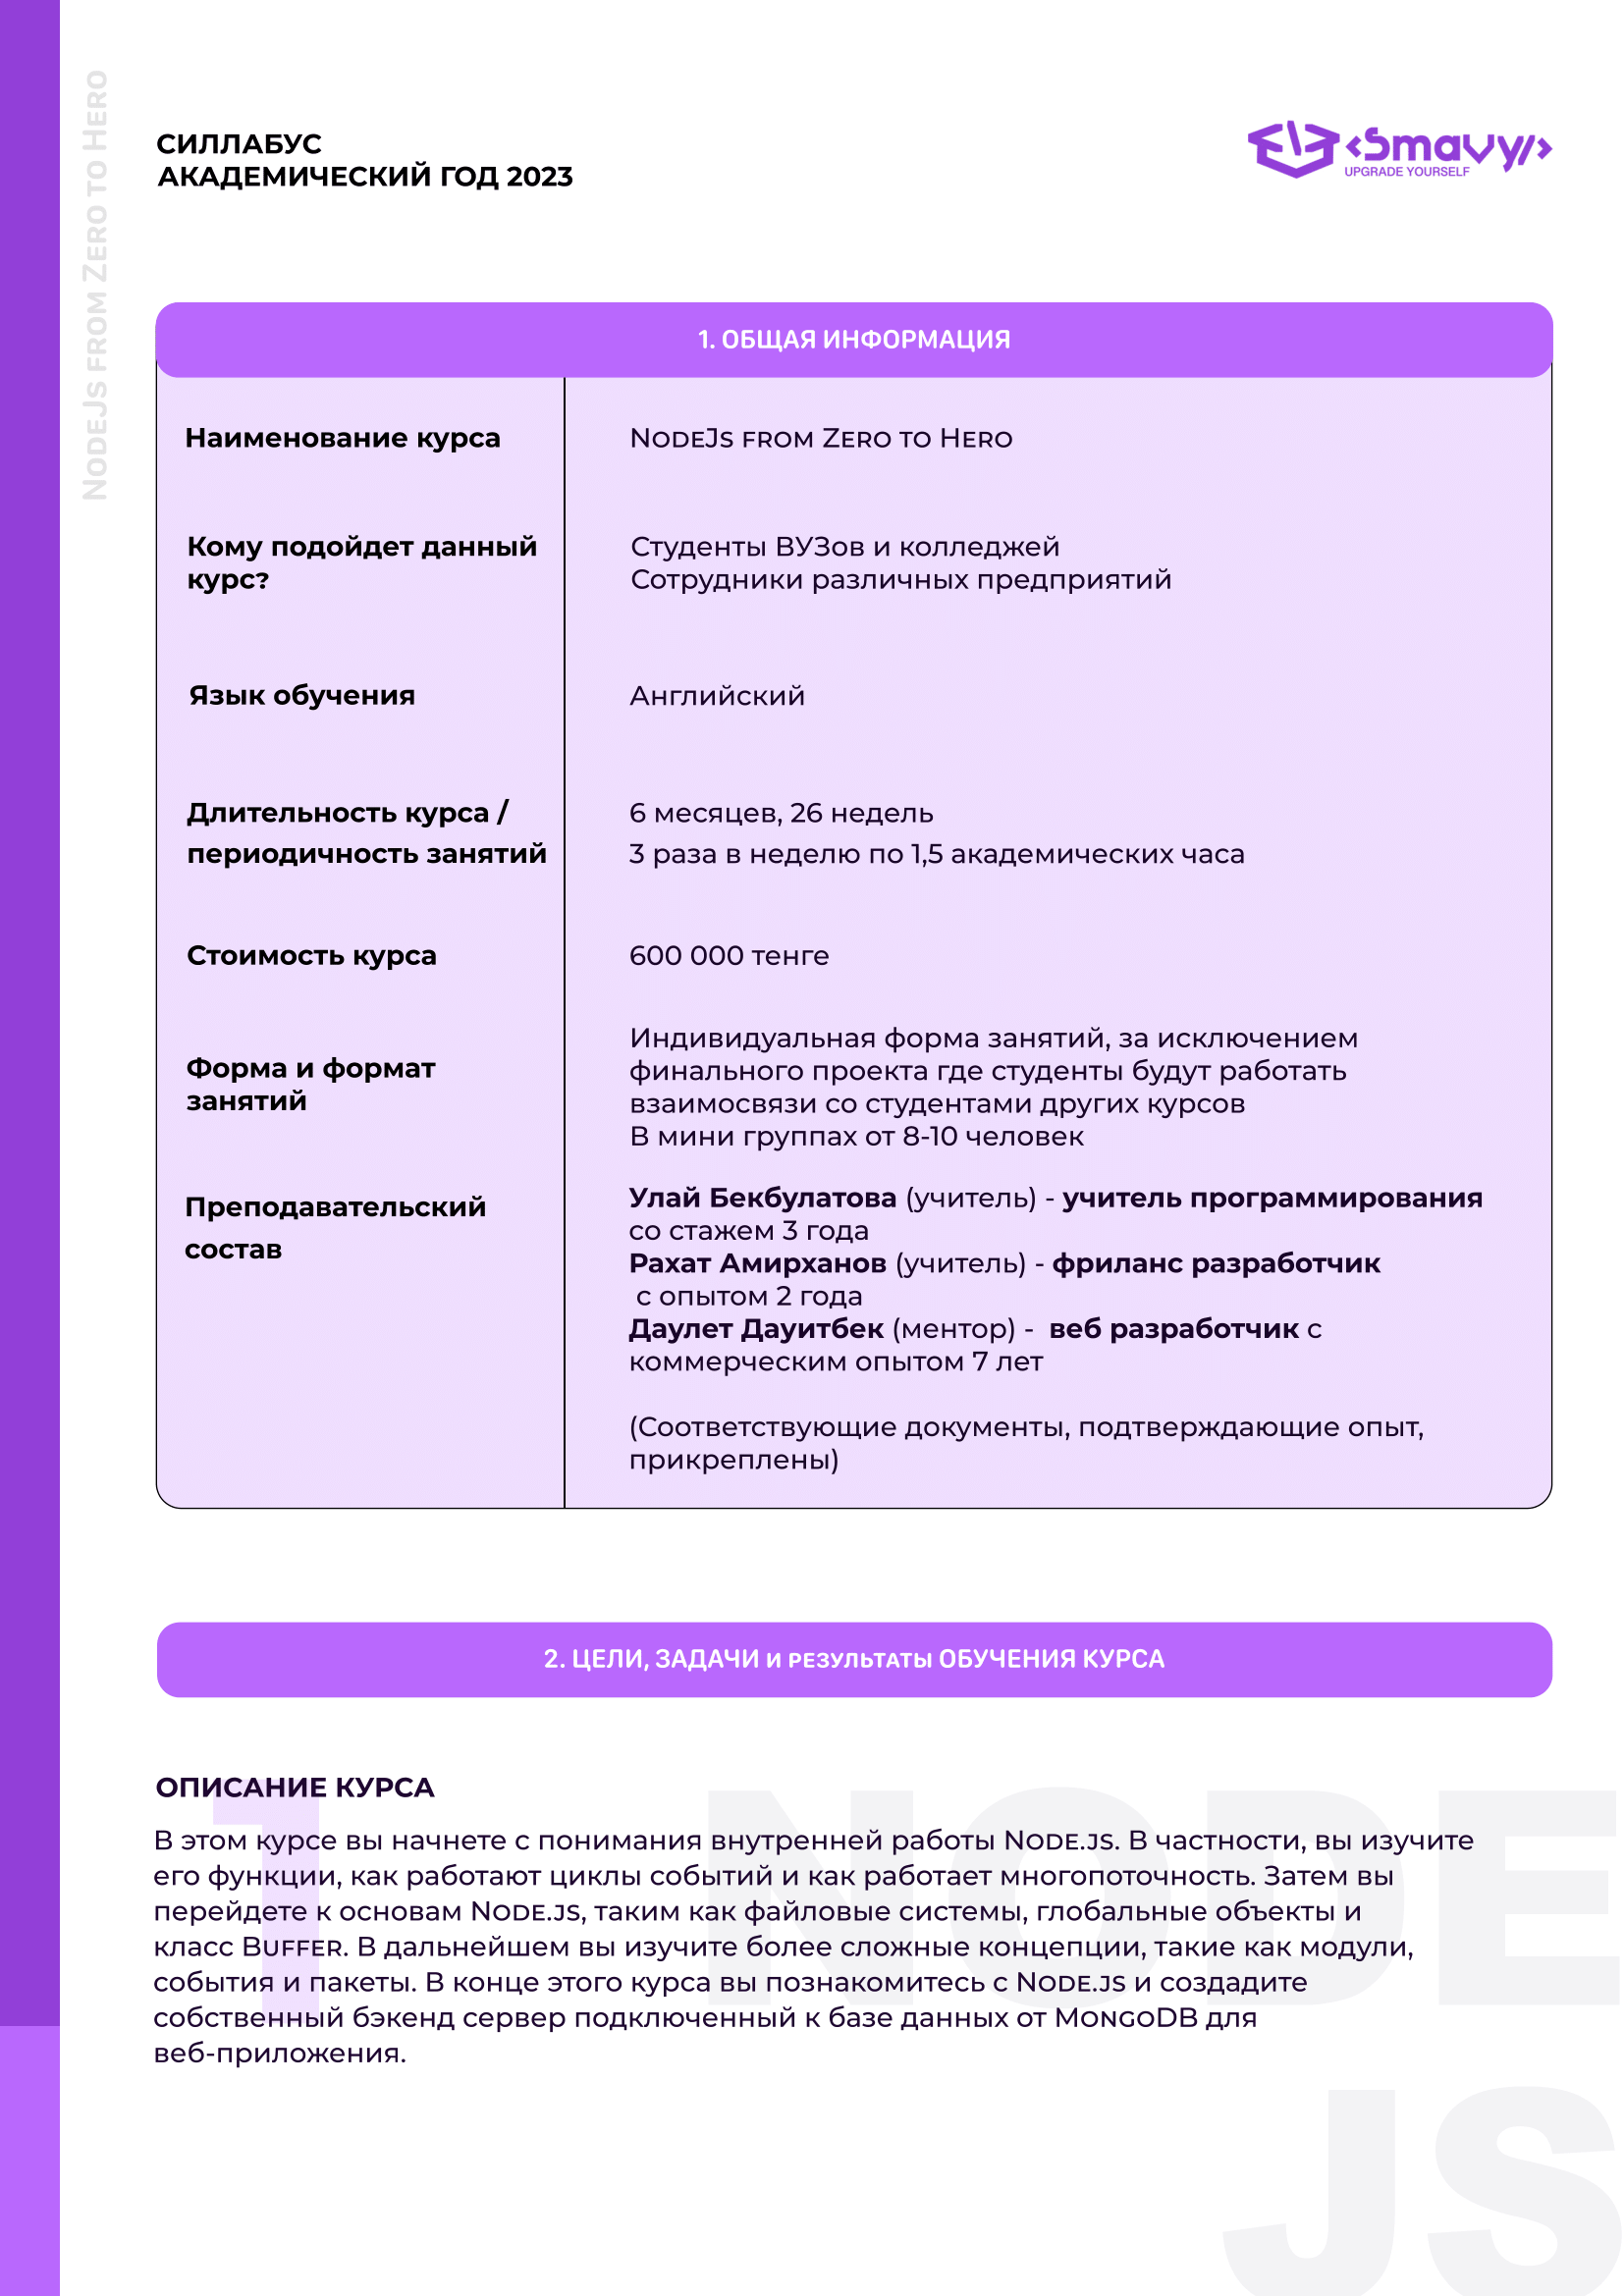 NodeJs from Zero to Hero
СИЛЛАБУС
АКАДЕМИЧЕСКИЙ ГОД 2023
<Smavy/>
UPGRADE YOURSELF
1. ОБЩАЯ ИНФОРМАЦИЯ
Наименование курса
NodeJs from Zero to Hero
Кому подойдет данный
курс?
Студенты ВУЗов и колледжей
Сотрудники различных предприятий
Язык обучения
Английский
Длительность курса /
периодичность занятий
6 месяцев, 26 недель
3 раза в неделю по 1,5 академических часа
Стоимость курса
600 000 тенге
Форма и формат
занятий
Индивидуальная форма занятий, за исключением
финального проекта где студенты будут работать
взаимосвязи со студентами других курсов
В мини группах от 8-10 человек
Преподавательский
состав
Улай Бекбулатова (учитель) - учитель программирования
со стажем 3 года
Рахат Амирханов (учитель) - фриланс разработчик
с опытом 2 года
Даулет Дауитбек (ментор) - веб разработчик с
коммерческим опытом 7 лет
(Соответствующие документы, подтверждающие опыт,
прикреплены)
2. ЦЕЛИ, ЗАДАЧИ и результаты ОБУЧЕНИЯ КУРСА
ОПИСАНИЕ КУРСА
В этом курсе вы начнете с понимания внутренней работы Node.js. В частности, вы изучите
его функции, как работают циклы событий и как работает многопоточность. Затем вы
перейдете к основам Node.js, таким как файловые системы, глобальные объекты и
класс Buffer. В дальнейшем вы изучите более сложные концепции, такие как модули,
события и пакеты. В конце этого курса вы познакомитесь с Node.js и создадите
собственный бэкенд сервер подключенный к базе данных от MongoDB для
веб-приложения.
1
NODE
JS